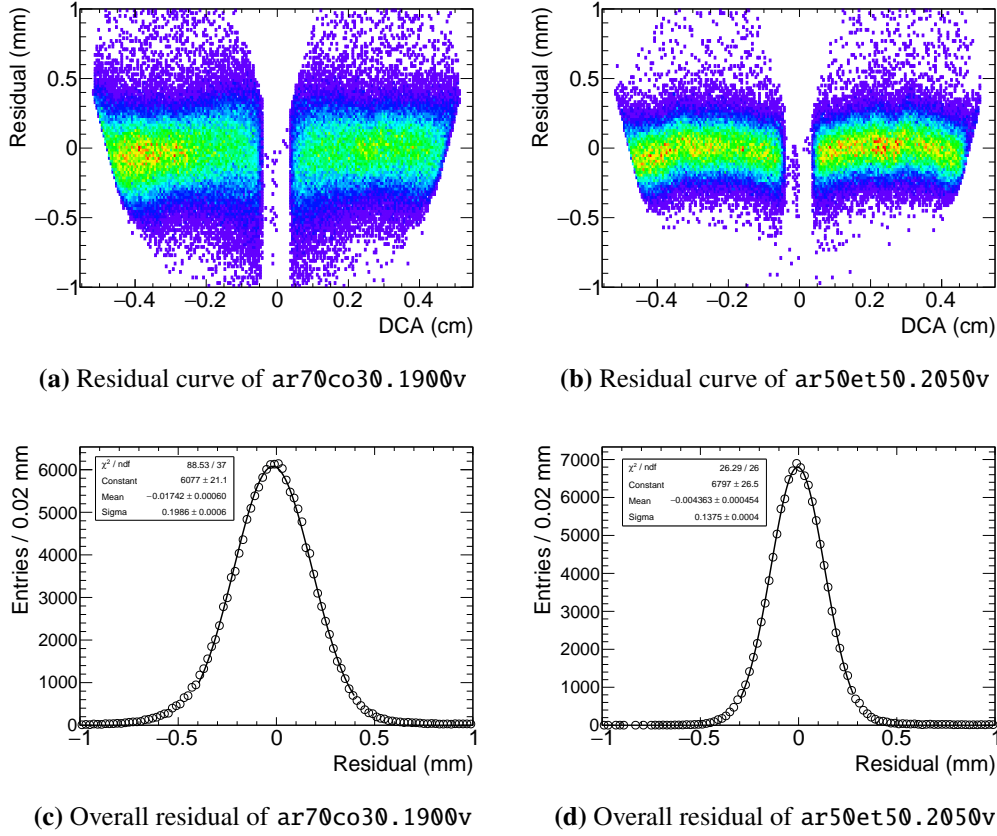 Residual (mm)
1
0.5
0
−0.5
−1
−0.4 −0.2 0 0.2 0.4
DCA (cm)
Residual (mm)
1
0.5
0
−0.5
−1
−0.4 −0.2 0 0.2 0.4
DCA (cm)
(a) Residual curve of ar70co30.1900v
(b) Residual curve of ar50et50.2050v
Entries / 0.02 mm
6000
5000
4000
3000
2000
1000
0
χ² / ndf 88.53 / 37
Constant 6077 ± 21.1
Mean −0.01742 ± 0.00060
Sigma 0.1986 ± 0.0006
−1 −0.5 0 0.5 1
Residual (mm)
Entries / 0.02 mm
7000
6000
5000
4000
3000
2000
1000
0
χ² / ndf 26.29 / 26
Constant 6797 ± 26.5
Mean −0.004363 ± 0.000454
Sigma 0.1375 ± 0.0004
−1 −0.5 0 0.5 1
Residual (mm)
(c) Overall residual of ar70co30.1900v
(d) Overall residual of ar50et50.2050v